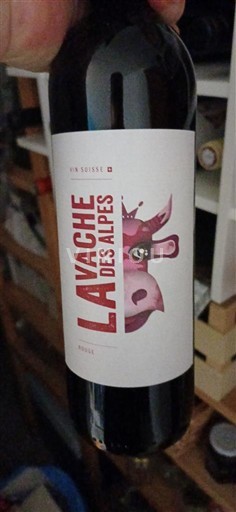 VIN SUISSE
LA VACHE
DES ALPES
ROUGE